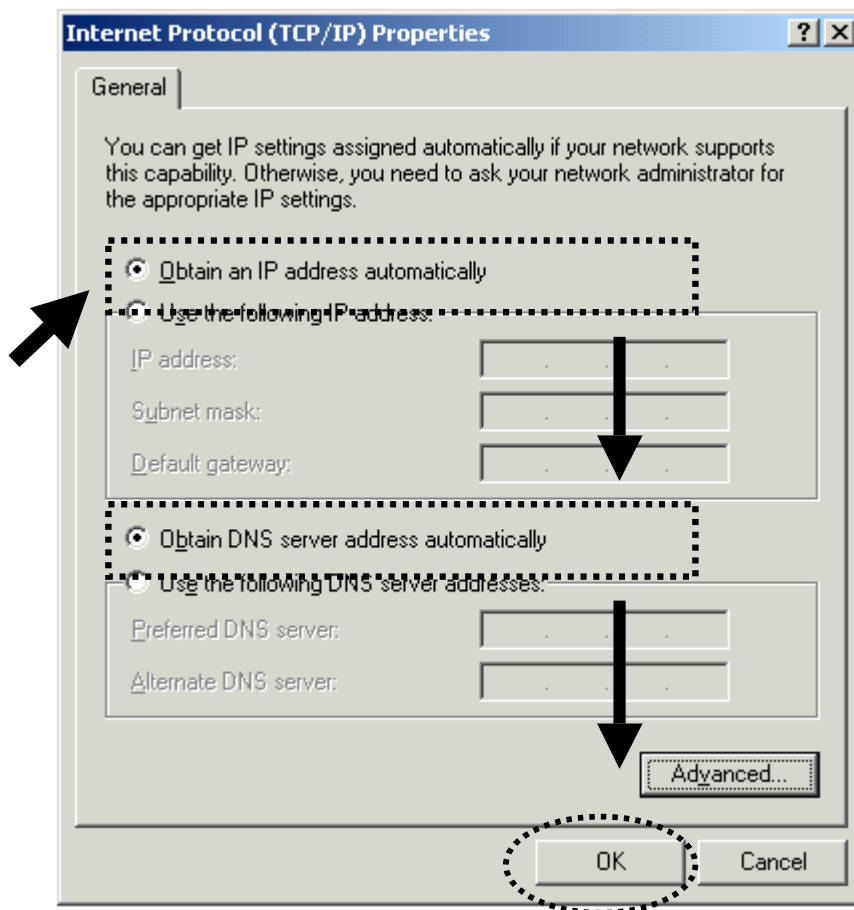 Internet Protocol (TCP/IP) Properties
General
You can get IP settings assigned automatically if your network supports
this capability. Otherwise, you need to ask your network administrator for
the appropriate IP settings.
Obtain an IP address automatically
Use the following IP address:
IP address:
Subnet mask:
Default gateway:
Obtain DNS server address automatically
Use the following DNS server addresses:
Preferred DNS server:
Alternate DNS server:
Advanced...
OK
Cancel